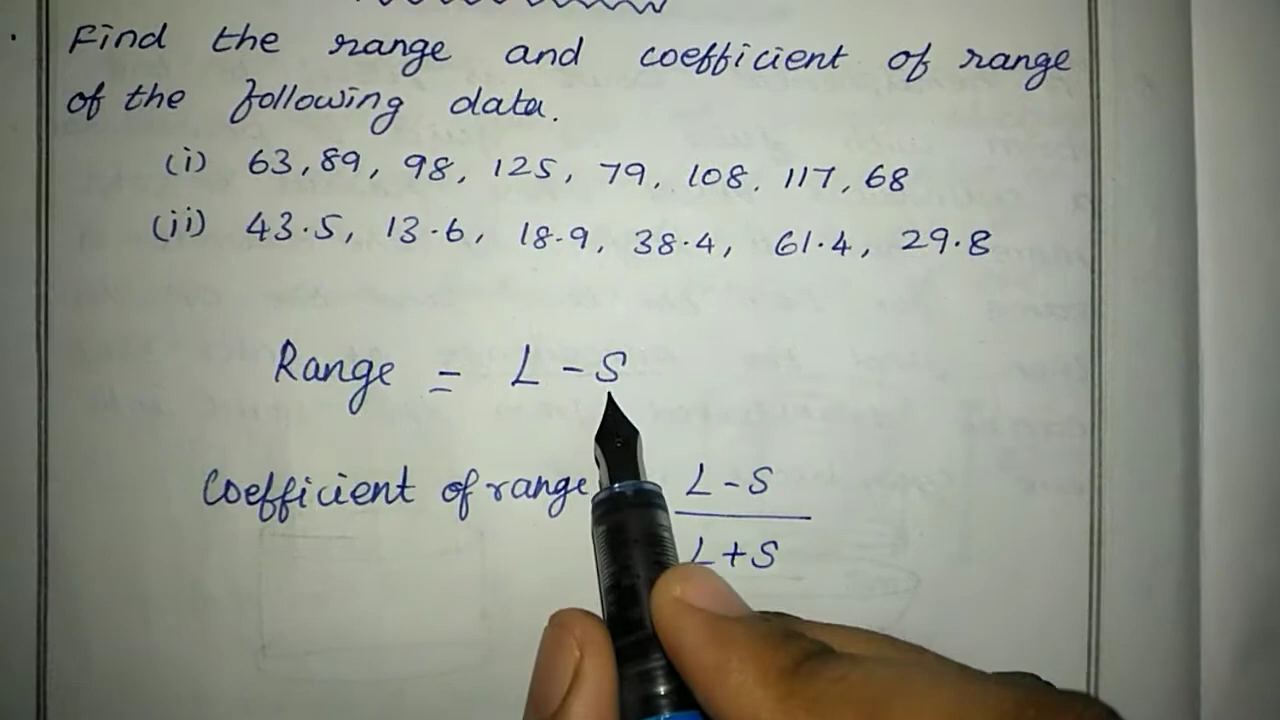 Find the range and coefficient of range
of the following data.
(i) 63, 89, 98, 125, 79, 108, 117, 68
(ii) 43.5, 13.6, 18.9, 38.4, 61.4, 29.8
Range = L - S
Coefficient of range L - S
L + S